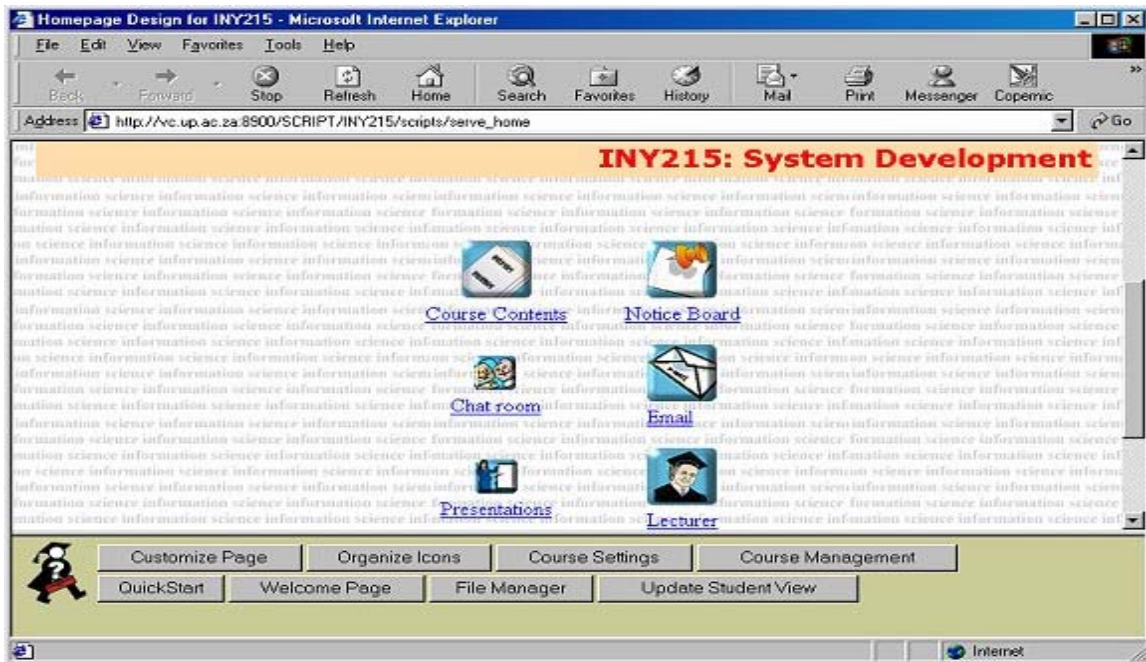 Homepage Design for INY215 - Microsoft Internet Explorer
File Edit View Favorites Tools Help
Back Forward Stop Refresh Home Search Favorites History Mail Print Messenger Copernic
Address http://vc.up.ac.za:8900/SCRIPT/INY215/scripts/serve_home Go
INY215: System Development
Course Contents Notice Board
Chat room Email
Presentations Lecturer
Customize Page Organize Icons Course Settings Course Management
QuickStart Welcome Page File Manager Update Student View
Internet